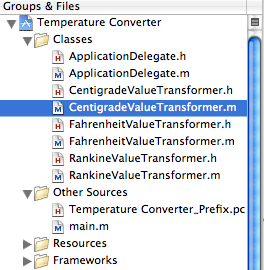 Groups & Files
Temperature Converter
Classes
ApplicationDelegate.h
ApplicationDelegate.m
CentigradeValueTransformer.h
CentigradeValueTransformer.m
FahrenheitValueTransformer.h
FahrenheitValueTransformer.m
RankineValueTransformer.h
RankineValueTransformer.m
Other Sources
Temperature Converter_Prefix.pc
main.m
Resources
Frameworks